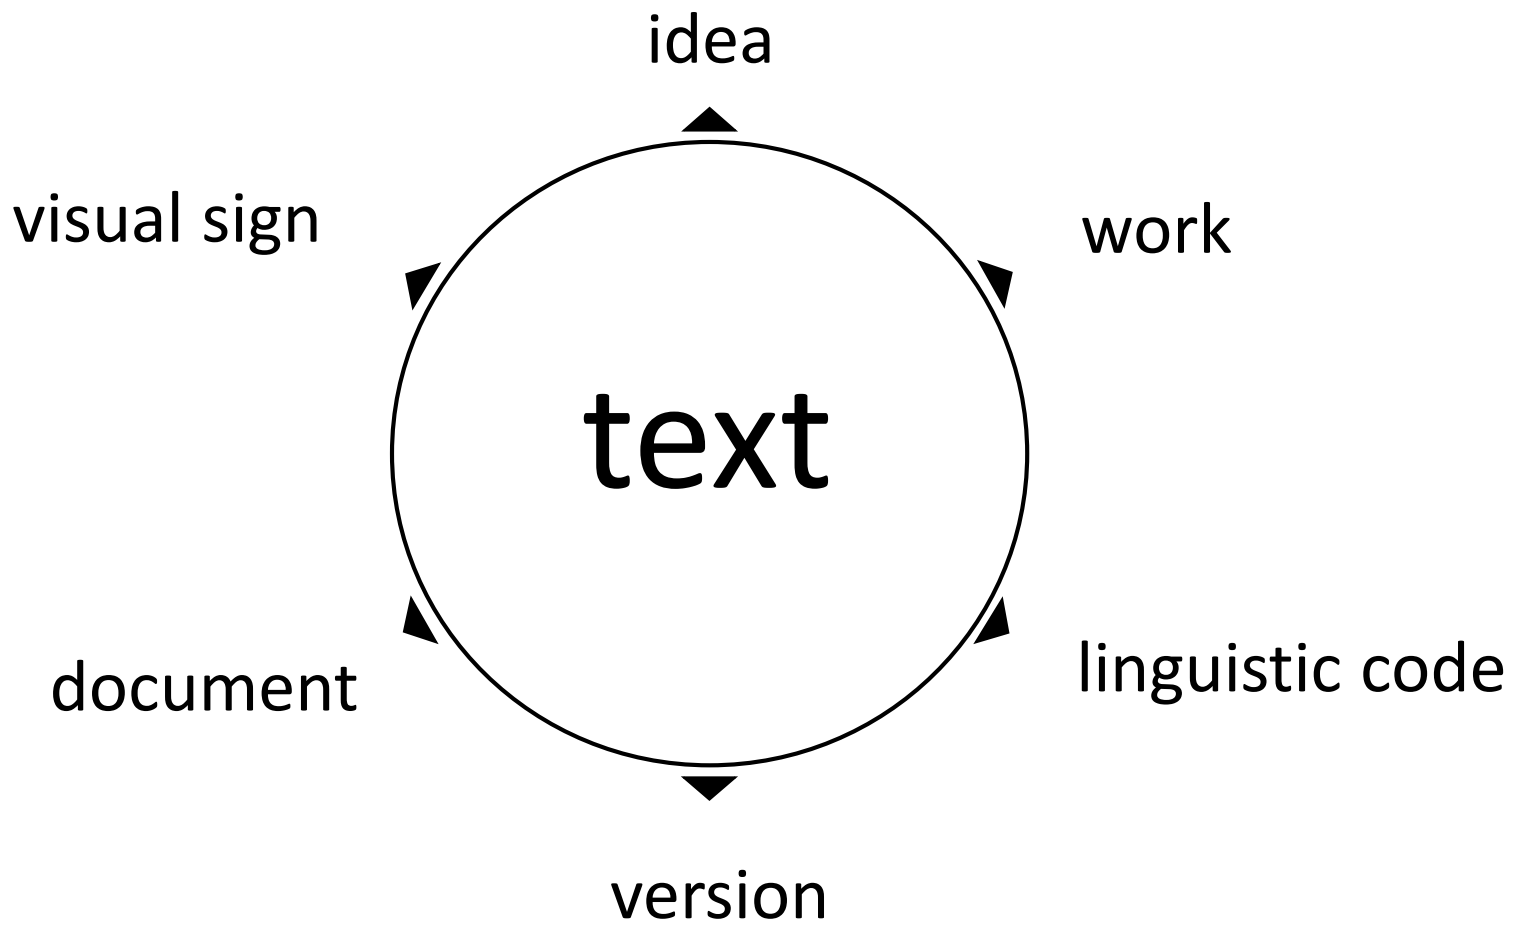 idea
visual sign
work
text
document
linguistic code
version